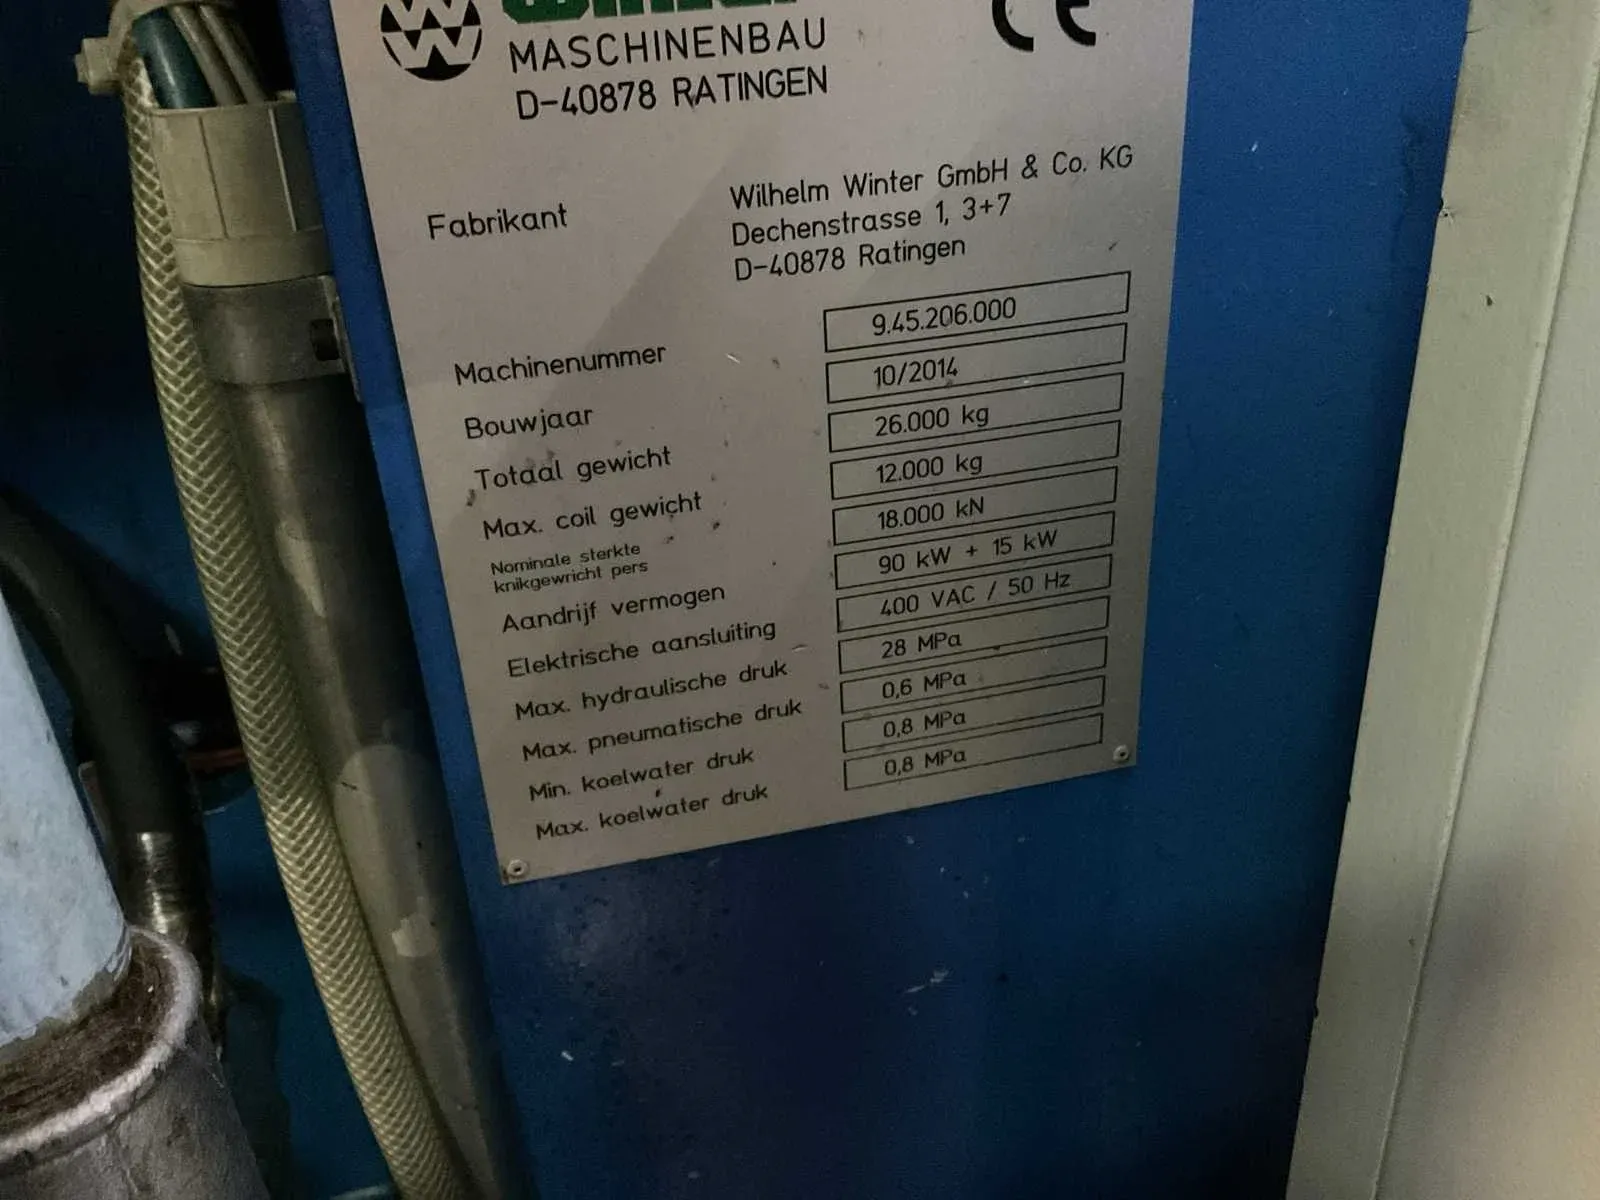 MASCHINENBAU
D-40878 RATINGEN
CE
Fabrikant
Wilhelm Winter GmbH & Co. KG
Dechenstrasse 1, 3+7
D-40878 Ratingen
Machinenummer 9.45.206.000
Bouwjaar 10/2014
Totaal gewicht 26.000 kg
Max. coil gewicht 12.000 kg
Nominale sterkte
knikgewricht pers 18.000 kN
Aandrijf vermogen 90 kW + 15 kW
Elektrische aansluiting 400 VAC / 50 Hz
Max. hydraulische druk 28 MPa
Max. pneumatische druk 0,6 MPa
Min. koelwater druk 0,8 MPa
Max. koelwater druk 0,8 MPa